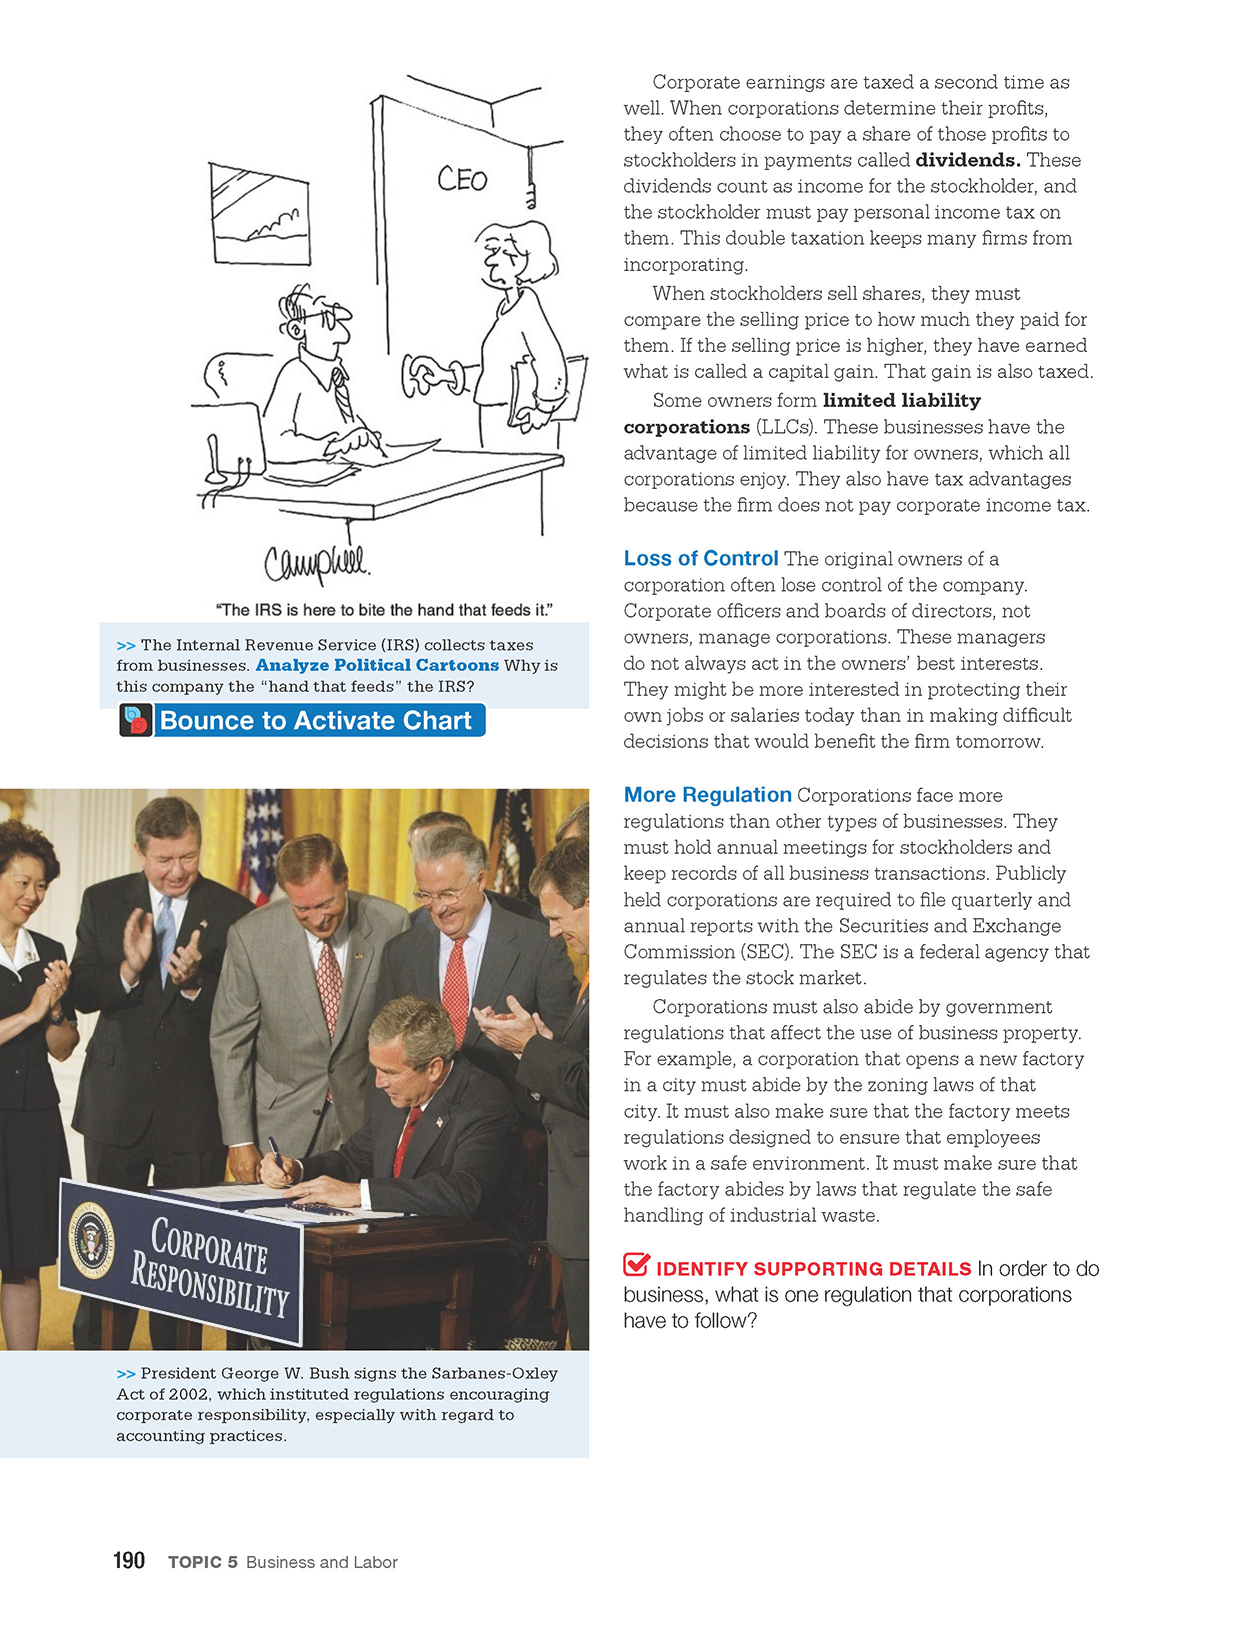 CEO
Campbell.
“The IRS is here to bite the hand that feeds it.”
>> The Internal Revenue Service (IRS) collects taxes
from businesses. Analyze Political Cartoons Why is
this company the “hand that feeds” the IRS?
Bounce to Activate Chart
CORPORATE
RESPONSIBILITY
>> President George W. Bush signs the Sarbanes-Oxley
Act of 2002, which instituted regulations encouraging
corporate responsibility, especially with regard to
accounting practices.
Corporate earnings are taxed a second time as
well. When corporations determine their profits,
they often choose to pay a share of those profits to
stockholders in payments called dividends. These
dividends count as income for the stockholder, and
the stockholder must pay personal income tax on
them. This double taxation keeps many firms from
incorporating.
When stockholders sell shares, they must
compare the selling price to how much they paid for
them. If the selling price is higher, they have earned
what is called a capital gain. That gain is also taxed.
Some owners form limited liability
corporations (LLCs). These businesses have the
advantage of limited liability for owners, which all
corporations enjoy. They also have tax advantages
because the firm does not pay corporate income tax.
Loss of Control The original owners of a
corporation often lose control of the company.
Corporate officers and boards of directors, not
owners, manage corporations. These managers
do not always act in the owners’ best interests.
They might be more interested in protecting their
own jobs or salaries today than in making difficult
decisions that would benefit the firm tomorrow.
More Regulation Corporations face more
regulations than other types of businesses. They
must hold annual meetings for stockholders and
keep records of all business transactions. Publicly
held corporations are required to file quarterly and
annual reports with the Securities and Exchange
Commission (SEC). The SEC is a federal agency that
regulates the stock market.
Corporations must also abide by government
regulations that affect the use of business property.
For example, a corporation that opens a new factory
in a city must abide by the zoning laws of that
city. It must also make sure that the factory meets
regulations designed to ensure that employees
work in a safe environment. It must make sure that
the factory abides by laws that regulate the safe
handling of industrial waste.
IDENTIFY SUPPORTING DETAILS In order to do
business, what is one regulation that corporations
have to follow?
190 TOPIC 5 Business and Labor